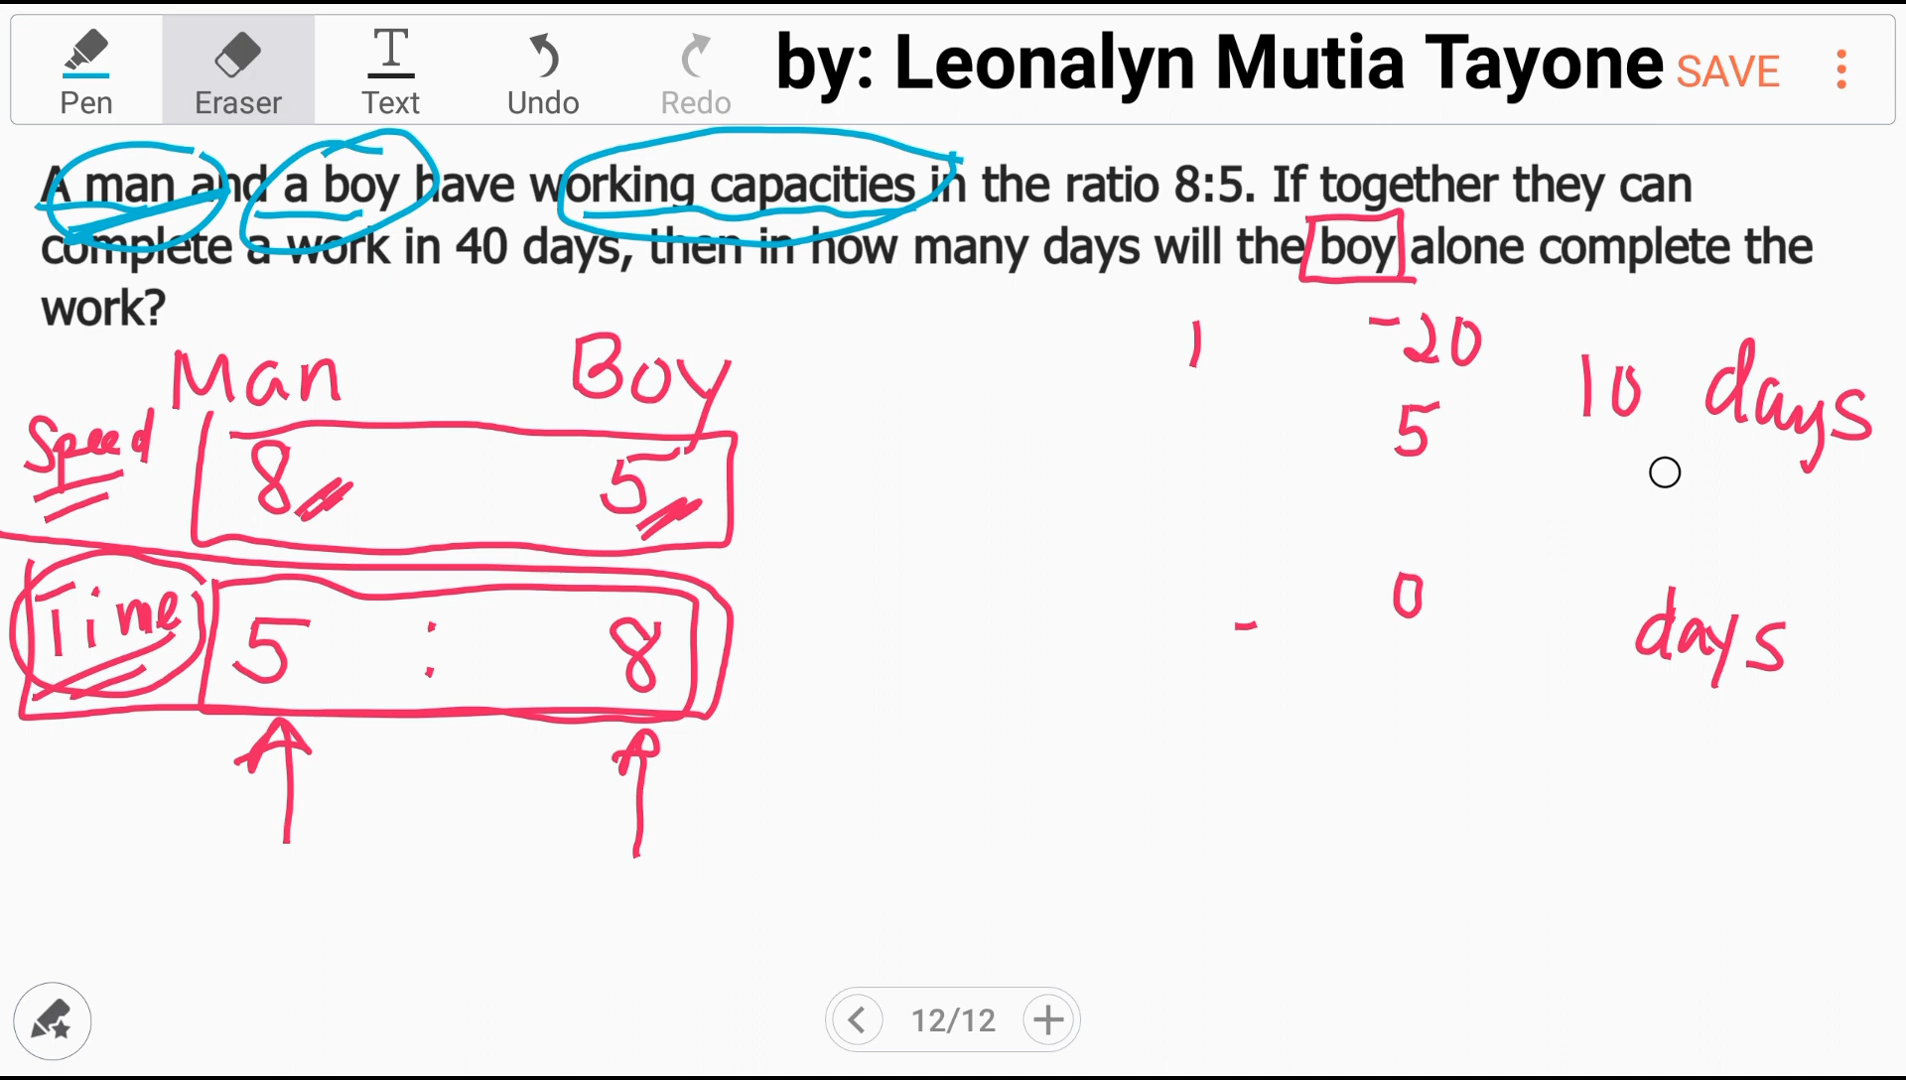 Pen Eraser Text Undo Redo by: Leonalyn Mutia Tayone SAVE
A man and a boy have working capacities in the ratio 8:5. If together they can
complete a work in 40 days, then in how many days will the boy alone complete the
work?
Man Boy
Speed 8 5
Time 5 : 8
1 -20
5
10 days
- 0 days
12/12